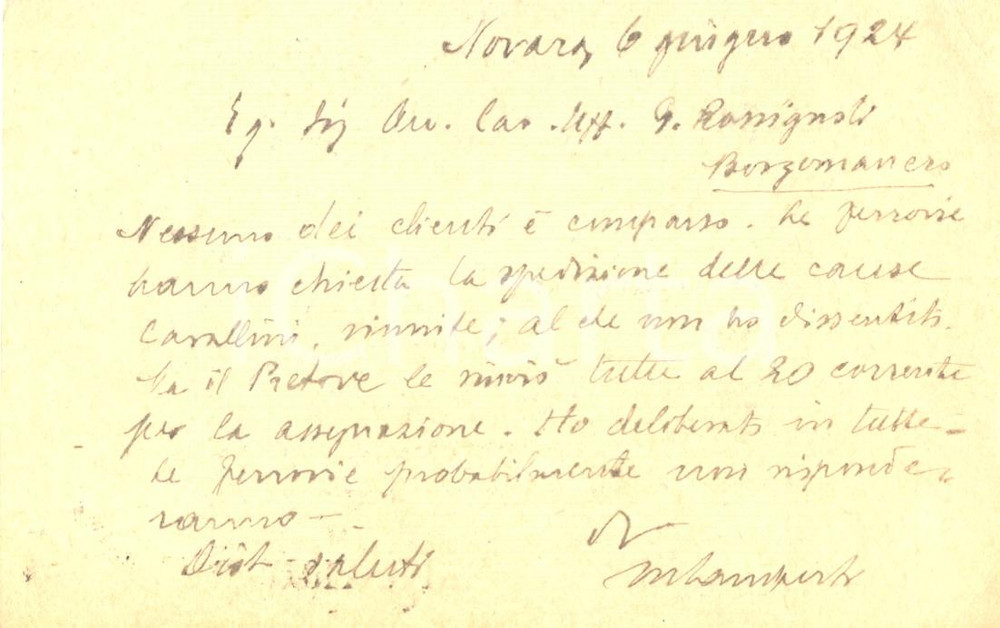 Novara, 6 giugno 1924
Eg. Sig Avv. Cav. Uff. G. Rossignoli
Borgomanero
Nessuno dei clienti è comparso. Le ferrovie
hanno chiesta la spedizione delle cause
Cavallini, riunite; al che non ho dissentito.
Ma il Pretore le rinviò tutte al 20 corrente
per la assegnazione. Ho deliberato in tutte -
Le ferrovie probabilmente non risponde-
ranno -
Dist saluti
Charta